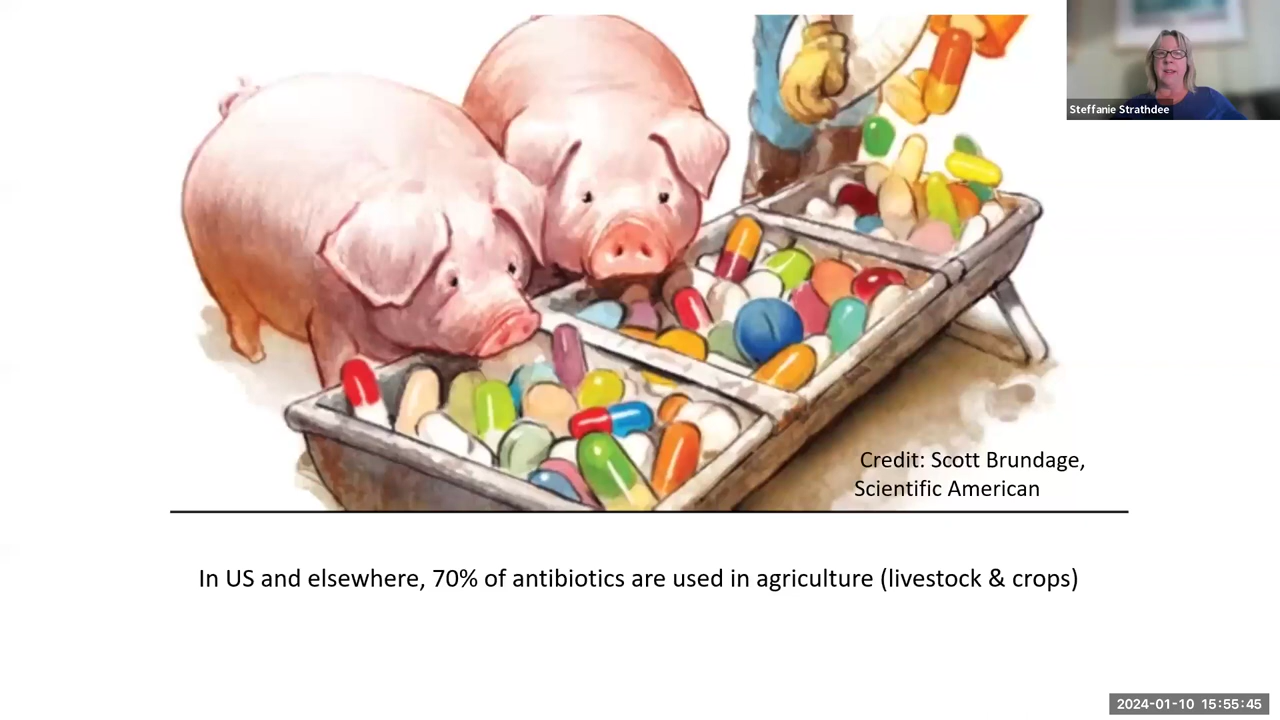 Steffanie Strathdee
Credit: Scott Brundage,
Scientific American
In US and elsewhere, 70% of antibiotics are used in agriculture (livestock & crops)
2024-01-10 15:55:45